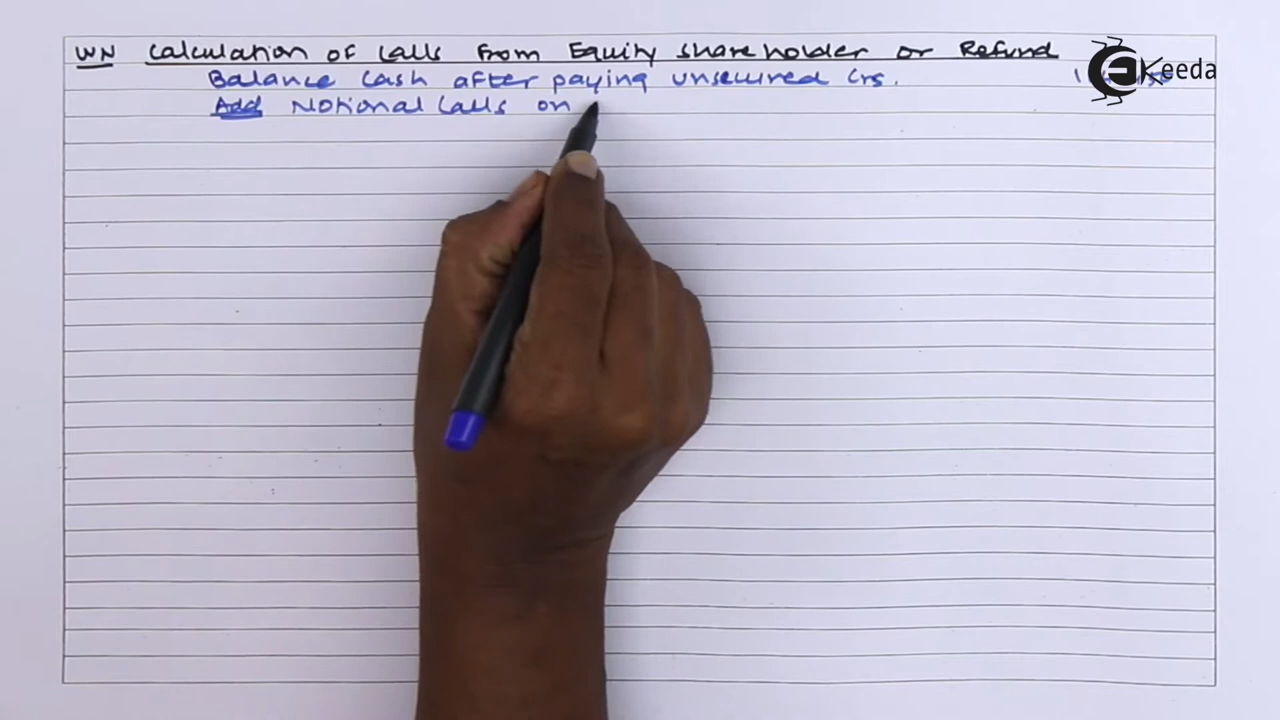 WN Calculation of Calls From Equity Shareholder or Refund
Balance Cash after paying unsecured Crs.
Add Notional Calls on
EKeeda